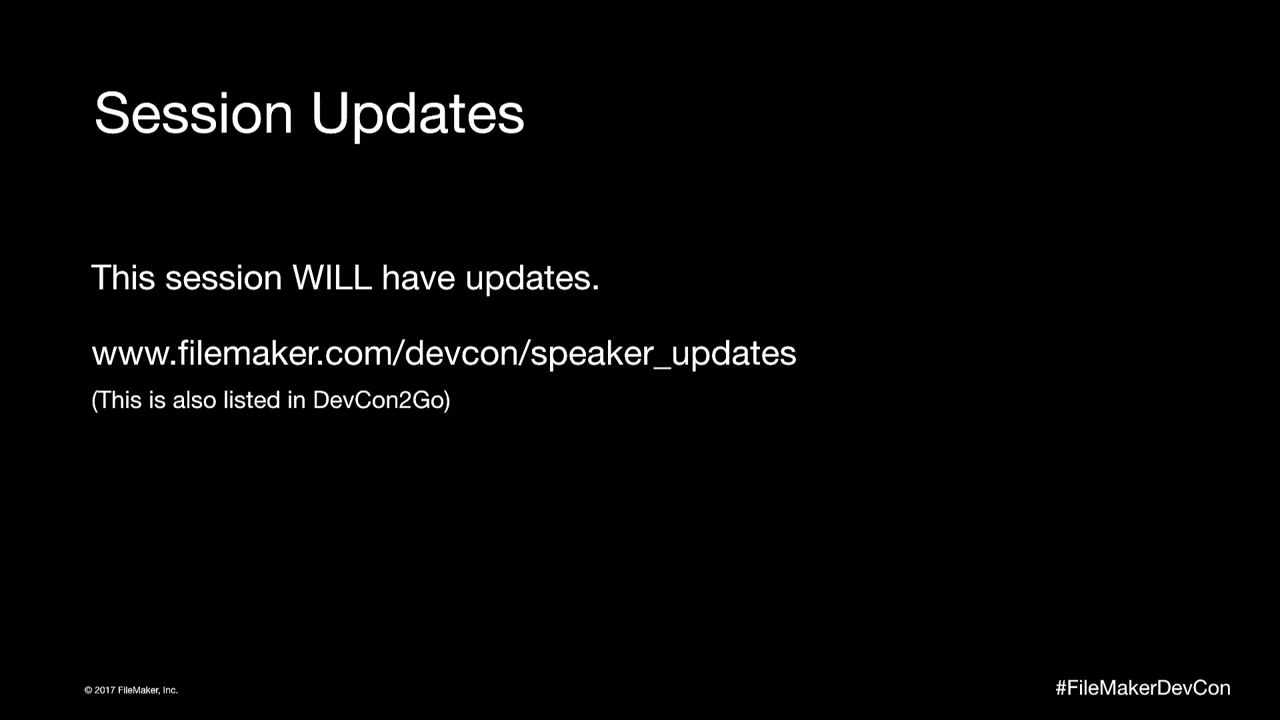 Session Updates
This session WILL have updates.
www.filemaker.com/devcon/speaker_updates
(This is also listed in DevCon2Go)
© 2017 FileMaker, Inc.
#FileMakerDevCon